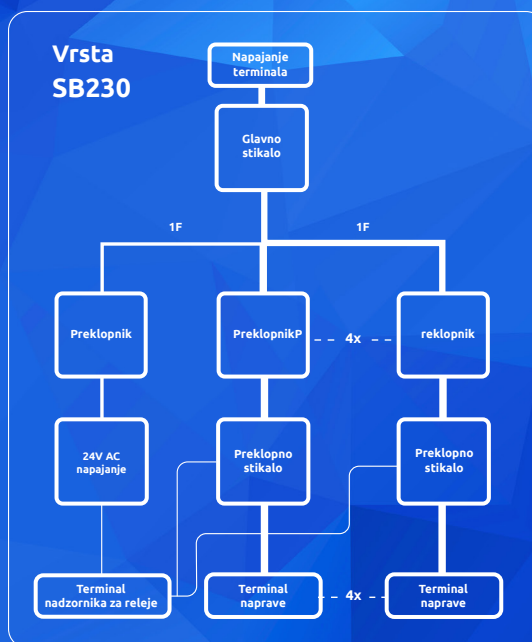 Vrsta
SB230
Napajanje
terminala
Glavno
stikalo
1F
1F
Preklopnik
PreklopnikP
4x
reklopnik
24V AC
napajanje
Preklopno
stikalo
Preklopno
stikalo
Terminal
nadzornika za releje
Terminal
naprave
4x
Terminal
naprave